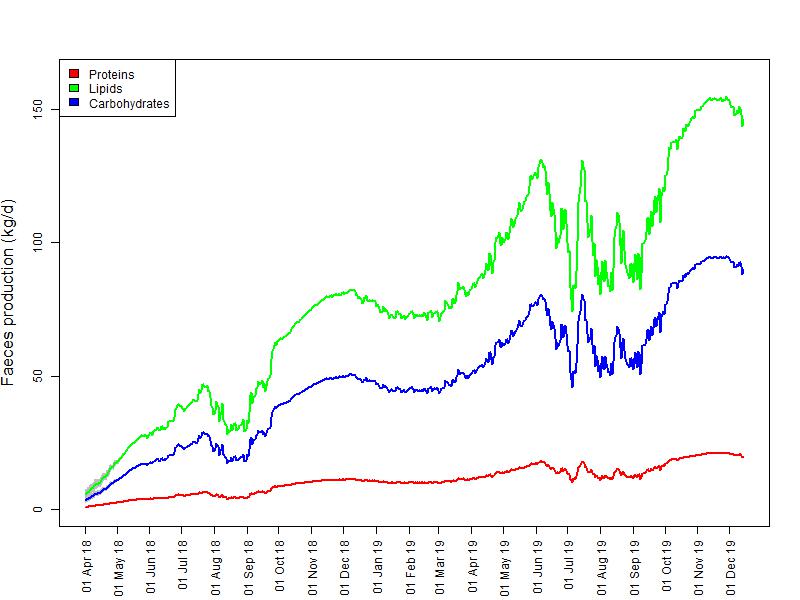 Proteins
Lipids
Carbohydrates
Faeces production (kg/d)
150
100
50
0
01 Apr 18
01 May 18
01 Jun 18
01 Jul 18
01 Aug 18
01 Sep 18
01 Oct 18
01 Nov 18
01 Dec 18
01 Jan 19
01 Feb 19
01 Mar 19
01 Apr 19
01 May 19
01 Jun 19
01 Jul 19
01 Aug 19
01 Sep 19
01 Oct 19
01 Nov 19
01 Dec 19